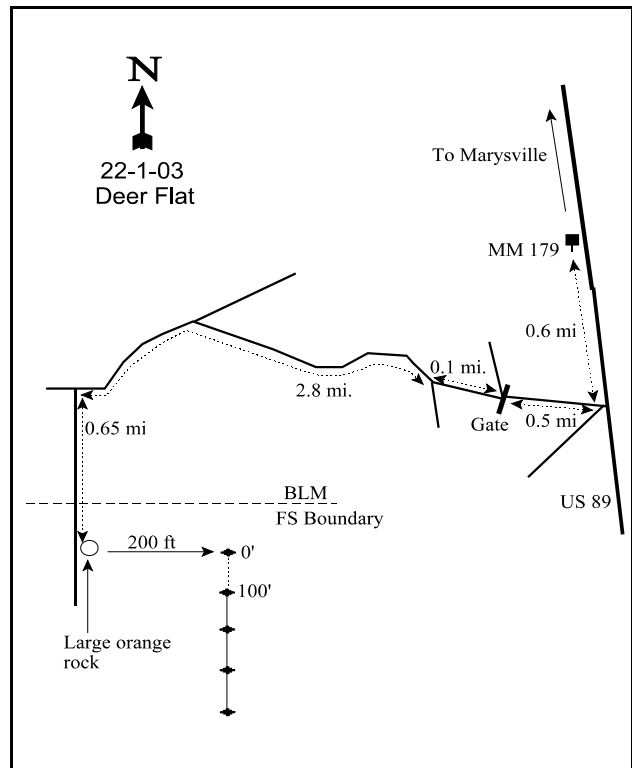 N
22-1-03
Deer Flat
To Marysville
MM 179
0.6 mi
0.1 mi.
2.8 mi.
Gate
0.5 mi
0.65 mi
US 89
BLM
FS Boundary
200 ft
0'
100'
Large orange
rock